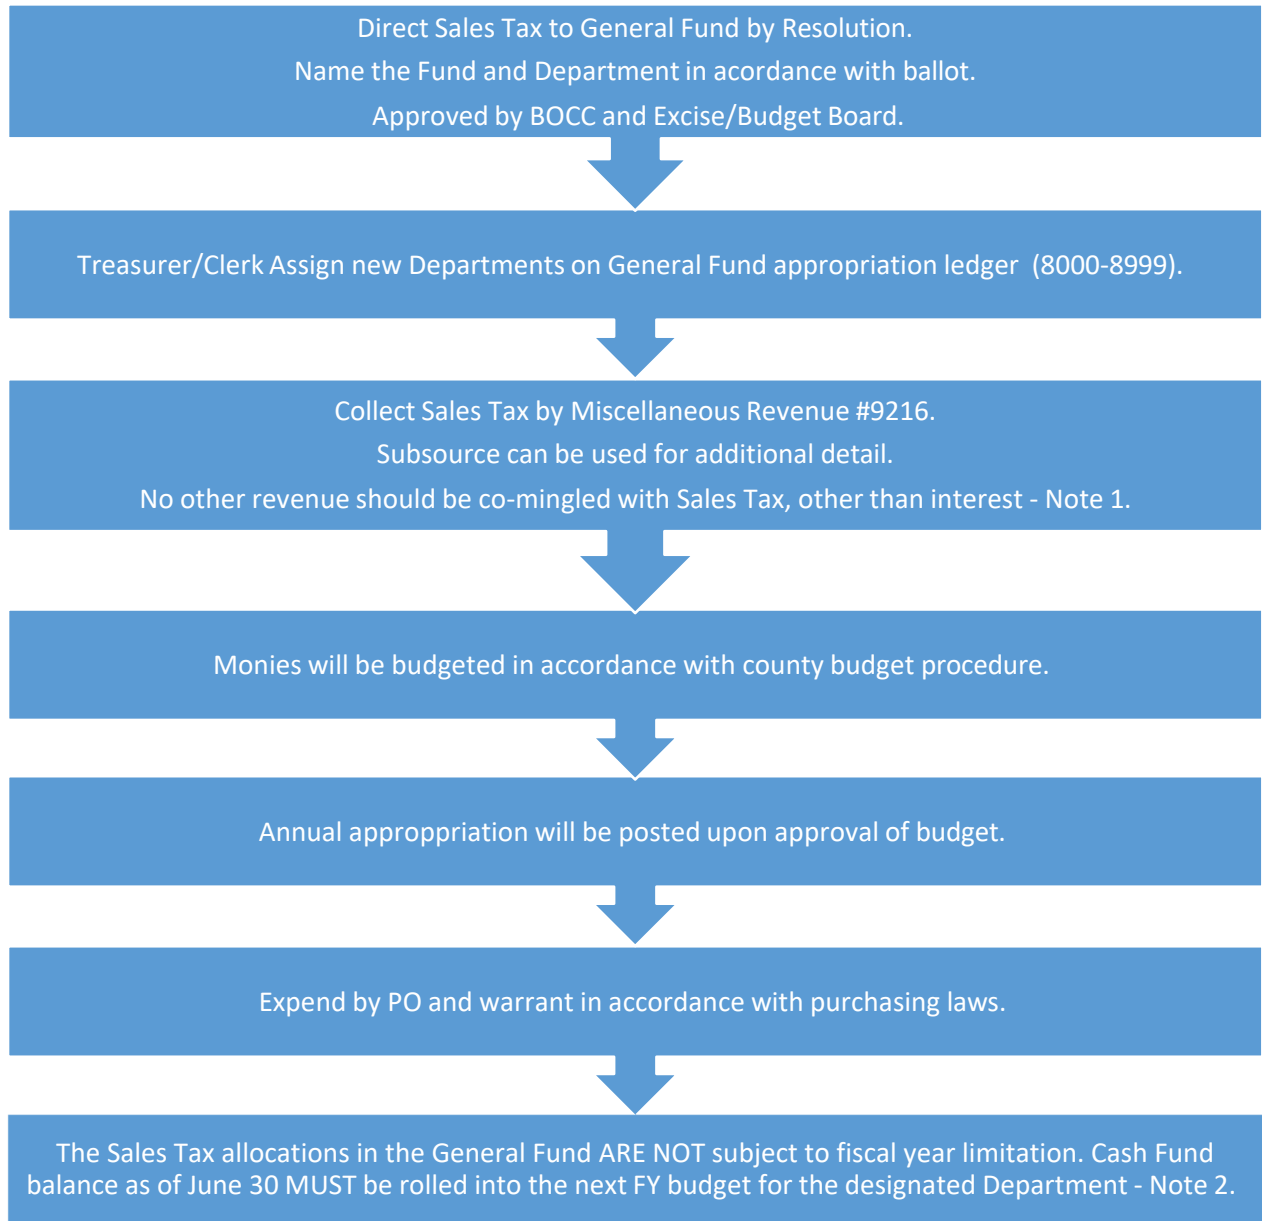 Direct Sales Tax to General Fund by Resolution.
Name the Fund and Department in acordance with ballot.
Approved by BOCC and Excise/Budget Board.
Treasurer/Clerk Assign new Departments on General Fund appropriation ledger (8000-8999).
Collect Sales Tax by Miscellaneous Revenue #9216.
Subsource can be used for additional detail.
No other revenue should be co-mingled with Sales Tax, other than interest - Note 1.
Monies will be budgeted in accordance with county budget procedure.
Annual approppriation will be posted upon approval of budget.
Expend by PO and warrant in accordance with purchasing laws.
The Sales Tax allocations in the General Fund ARE NOT subject to fiscal year limitation. Cash Fund
balance as of June 30 MUST be rolled into the next FY budget for the designated Department - Note 2.